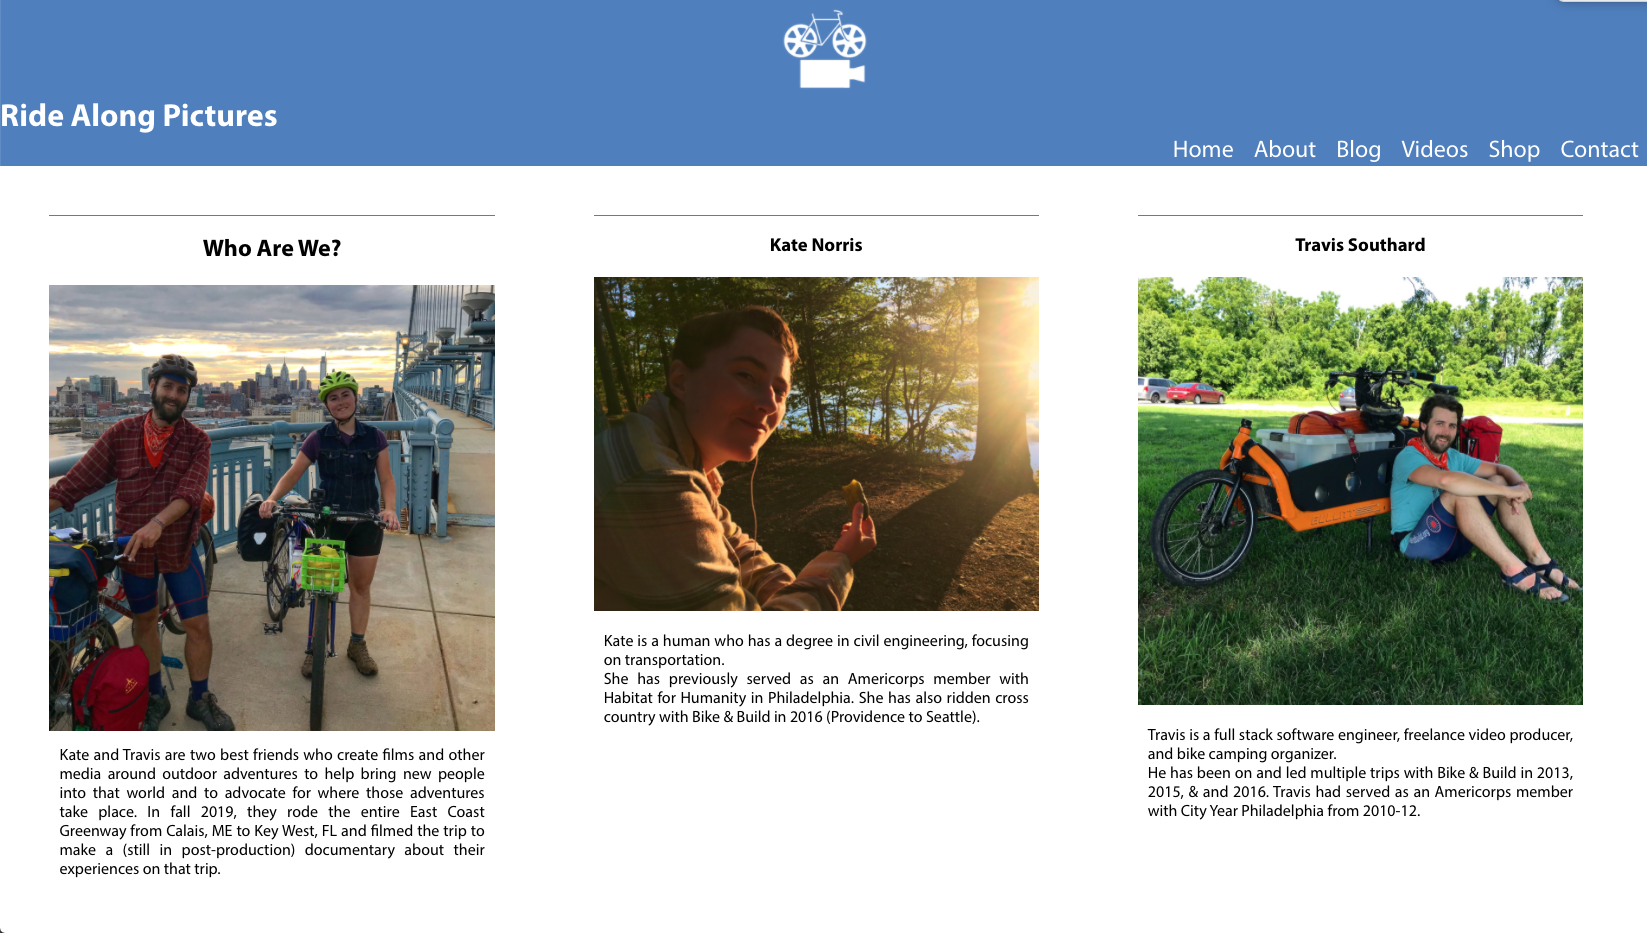 Ride Along Pictures
Home About Blog Videos Shop Contact
Who Are We?
Kate and Travis are two best friends who create films and other
media around outdoor adventures to help bring new people
into that world and to advocate for where those adventures
take place. In fall 2019, they rode the entire East Coast
Greenway from Calais, ME to Key West, FL and filmed the trip to
make a (still in post-production) documentary about their
experiences on that trip.
Kate Norris
Kate is a human who has a degree in civil engineering, focusing
on transportation.
She has previously served as an Americorps member with
Habitat for Humanity in Philadelphia. She has also ridden cross
country with Bike & Build in 2016 (Providence to Seattle).
Travis Southard
BULLITT
Travis is a full stack software engineer, freelance video producer,
and bike camping organizer.
He has been on and led multiple trips with Bike & Build in 2013,
2015, & and 2016. Travis had served as an Americorps member
with City Year Philadelphia from 2010-12.